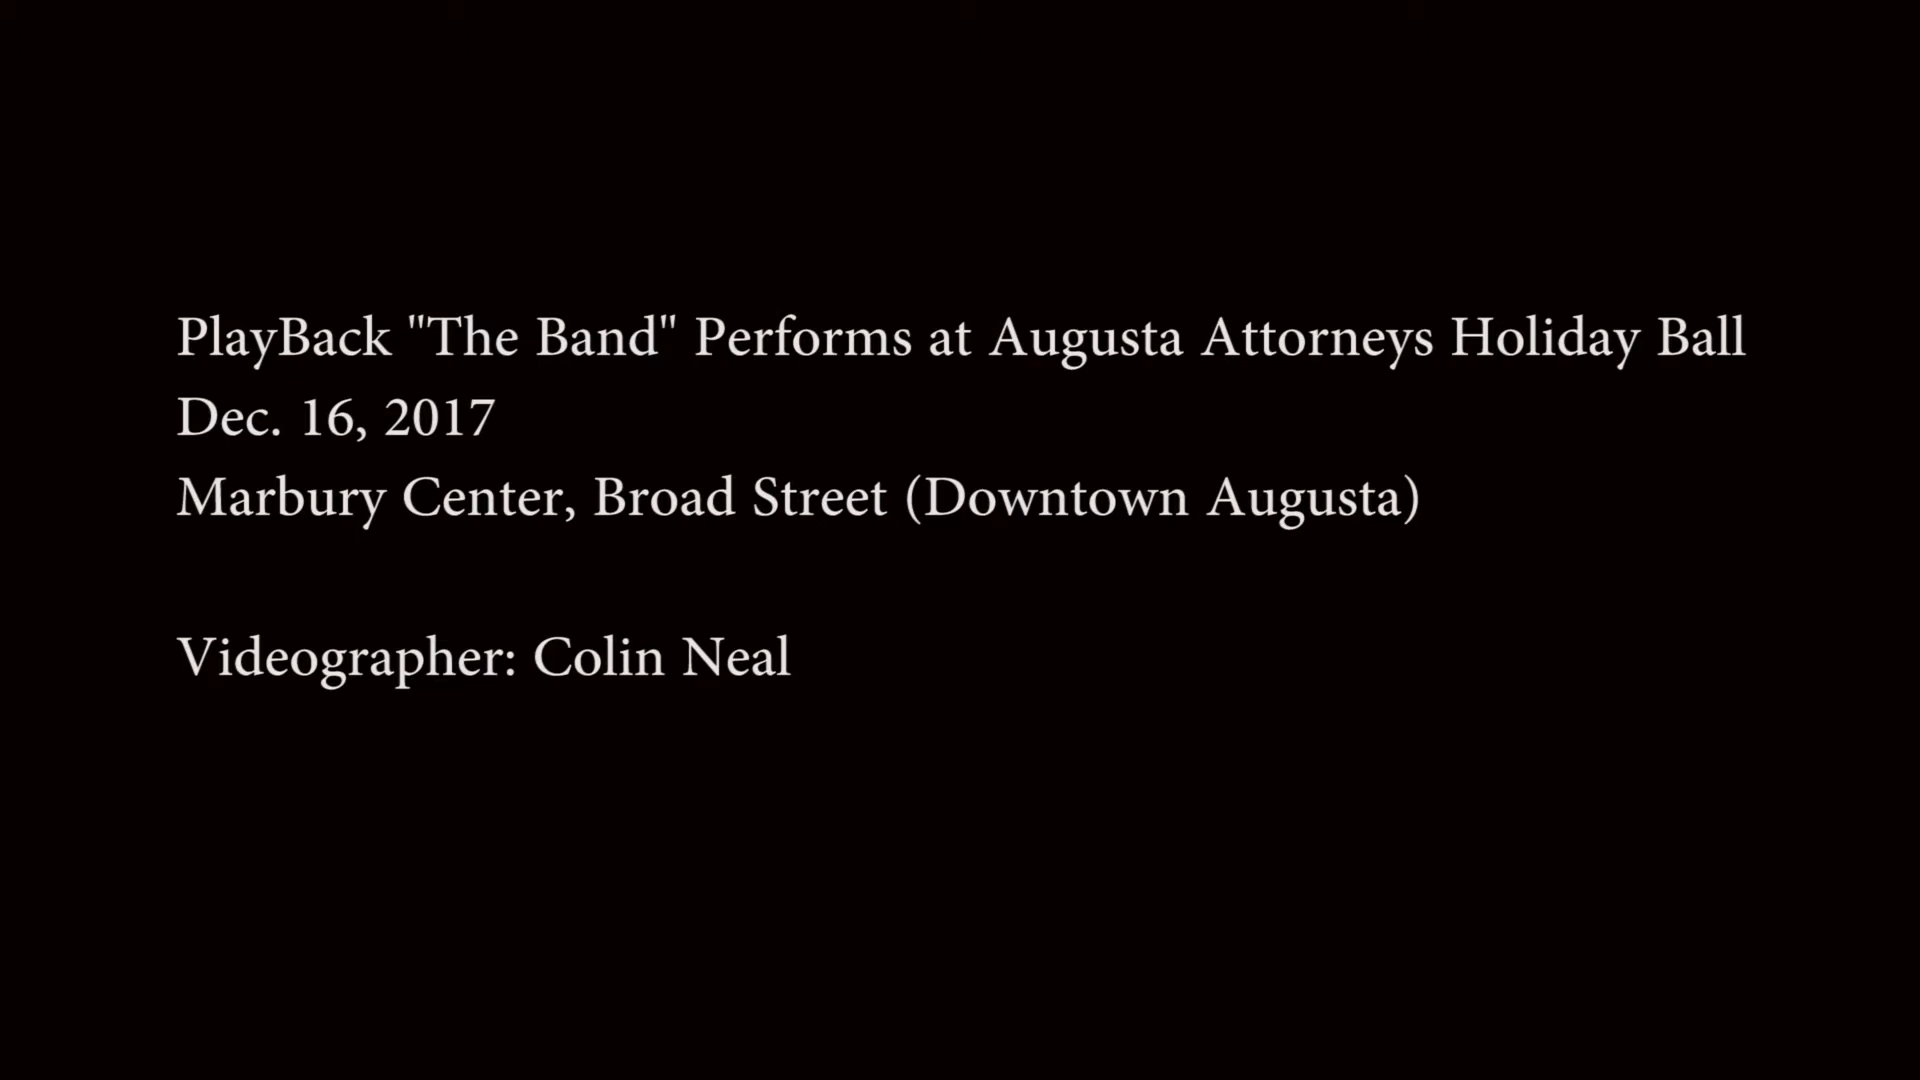 PlayBack "The Band" Performs at Augusta Attorneys Holiday Ball
Dec. 16, 2017
Marbury Center, Broad Street (Downtown Augusta)
Videographer: Colin Neal